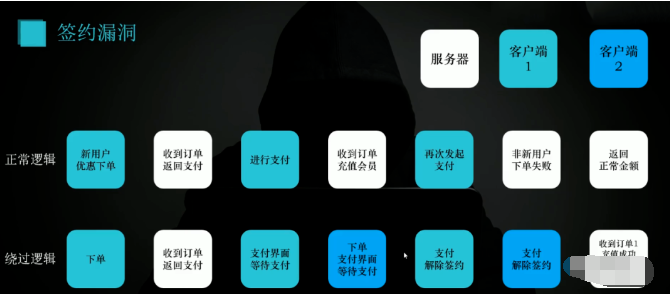 签约漏洞
服务器
客户端
1
客户端
2
正常逻辑
新用户
优惠下单
收到订单
返回支付
进行支付
收到订单
充值会员
再次发起
支付
非新用户
下单失败
返回
正常金额
绕过逻辑
下单
收到订单
返回支付
支付界面
等待支付
下单
支付界面
等待支付
支付
解除签约
支付
解除签约
收到订单1
充值成功